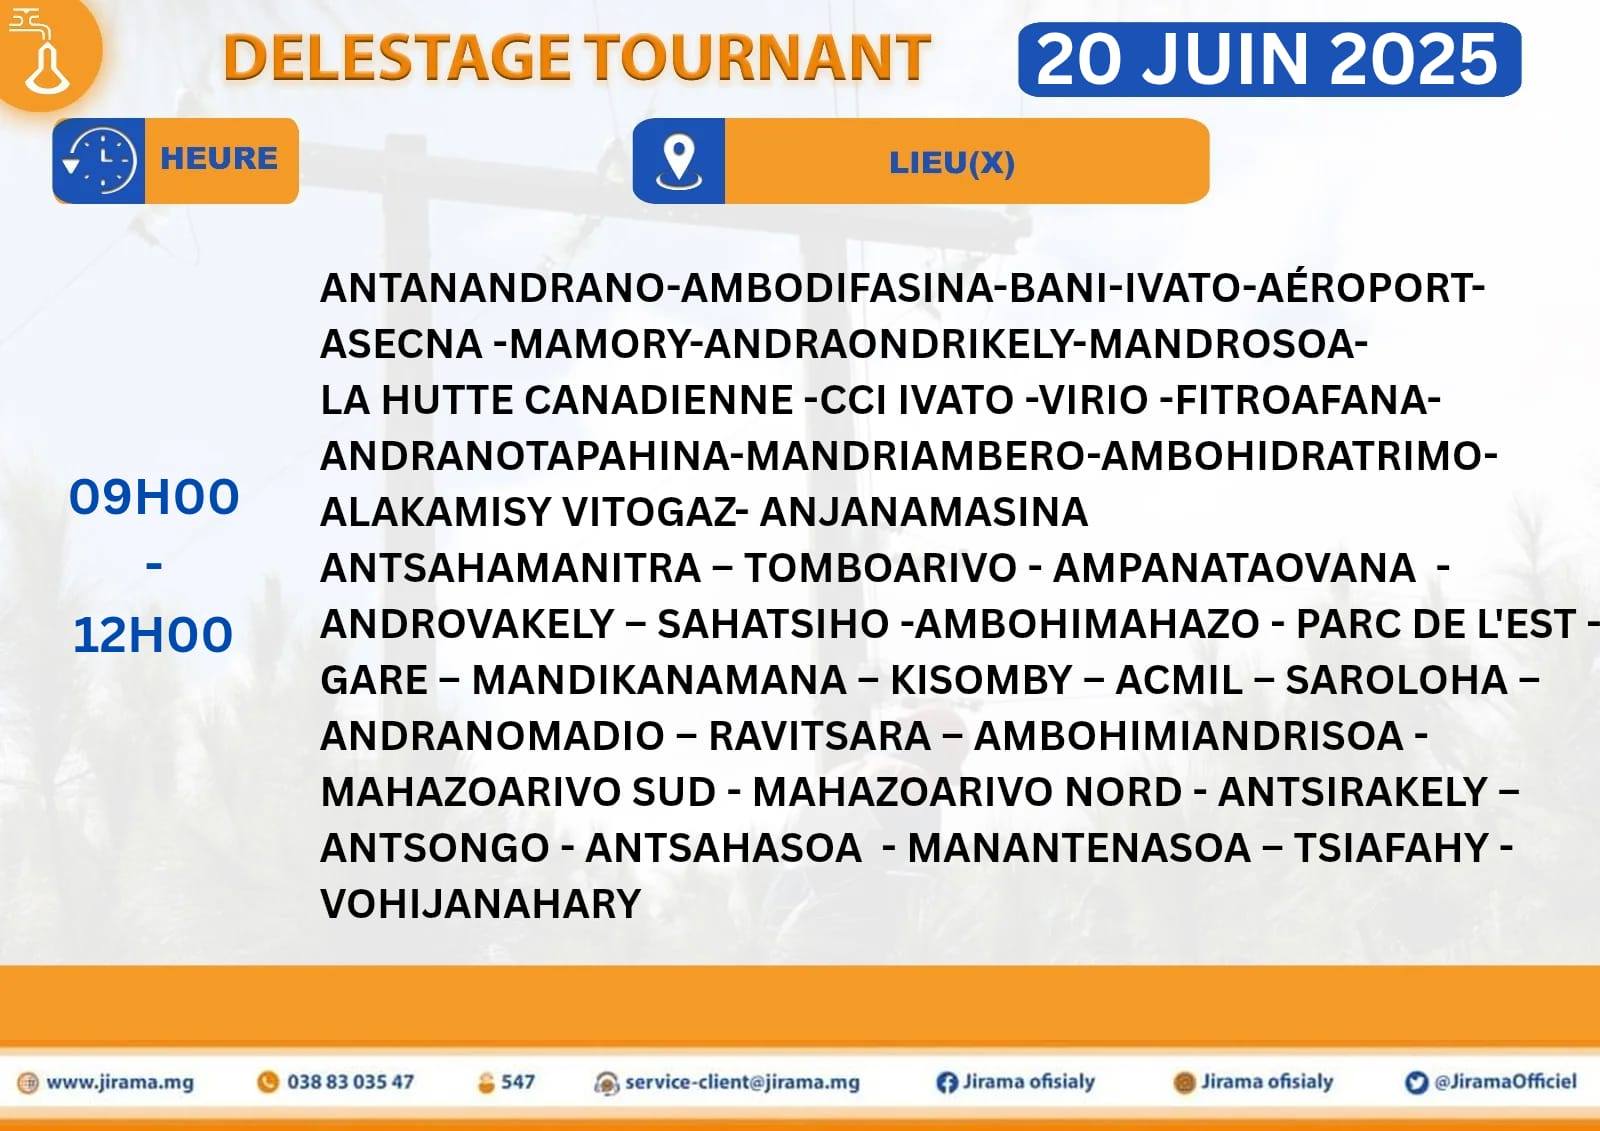 DELESTAGE TOURNANT
20 JUIN 2025
HEURE
LIEU(X)
09H00
-
12H00
ANTANANDRANO-AMBODIFASINA-BANI-IVATO-AÉROPORT-
ASECNA -MAMORY-ANDRAONDRIKELY-MANDROSOA-
LA HUTTE CANADIENNE -CCI IVATO -VIRIO -FITROAFANA-
ANDRANOTAPAHINA-MANDRIAMBERO-AMBOHIDRATRIMO-
ALAKAMISY VITOGAZ- ANJANAMASINA
ANTSAHAMANITRA – TOMBOARIVO - AMPANATAOVANA  -
ANDROVAKELY – SAHATSIHO -AMBOHIMAHAZO - PARC DE L'EST -
GARE – MANDIKANAMANA – KISOMBY – ACMIL – SAROLOHA –
ANDRANOMADIO – RAVITSARA – AMBOHIMIANDRISOA -
MAHAZOARIVO SUD - MAHAZOARIVO NORD - ANTSIRAKELY –
ANTSONGO - ANTSAHASOA  - MANANTENASOA – TSIAFAHY -
VOHIJANAHARY
www.jirama.mg
038 83 035 47
547
service-client@jirama.mg
Jirama ofisialy
Jirama ofisialy
@JiramaOfficiel